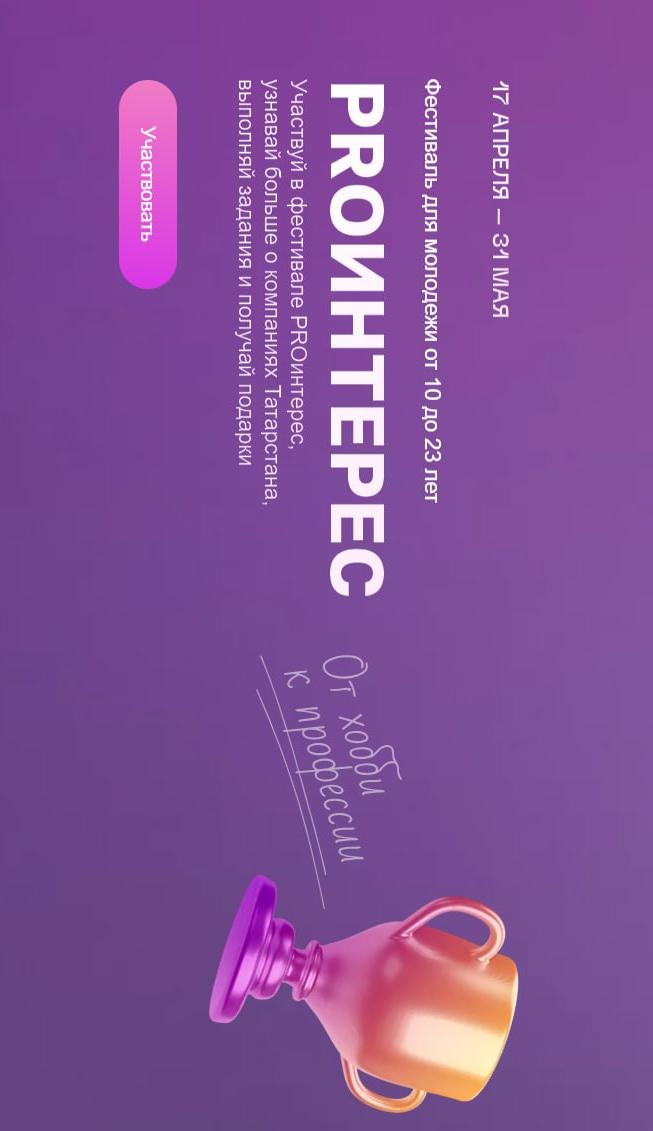 17 АПРЕЛЯ — 31 МАЯ
Фестиваль для молодежи от 10 до 23 лет
PROИНТЕРЕС
Участвуй в фестивале PROинтерес,
узнавай больше о компаниях Татарстана,
выполняй задания и получай подарки
Участвовать
От хобби
к профессии